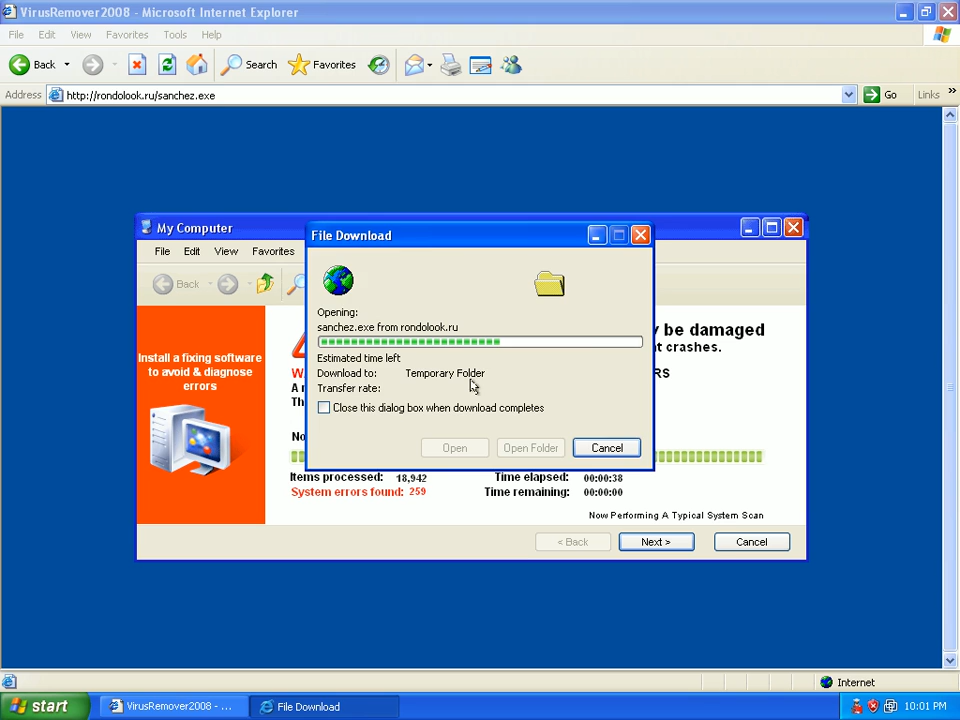 VirusRemover2008 - Microsoft Internet Explorer
File Edit View Favorites Tools Help
Back Search Favorites
Address http://rondolook.ru/sanchez.exe Go Links »
My Computer
File Edit View Favorites
Back
File Download
Opening:
sanchez.exe from rondolook.ru
Estimated time left
Download to: Temporary Folder
Transfer rate:
Close this dialog box when download completes
Open Open Folder Cancel
Install a fixing software
to avoid & diagnose
errors
y be damaged
t crashes.
RS
Items processed: 18,942 Time elapsed: 00:00:38
System errors found: 259 Time remaining: 00:00:00
Now Performing A Typical System Scan
< Back Next > Cancel
Internet
start VirusRemover2008 - ... File Download 10:01 PM